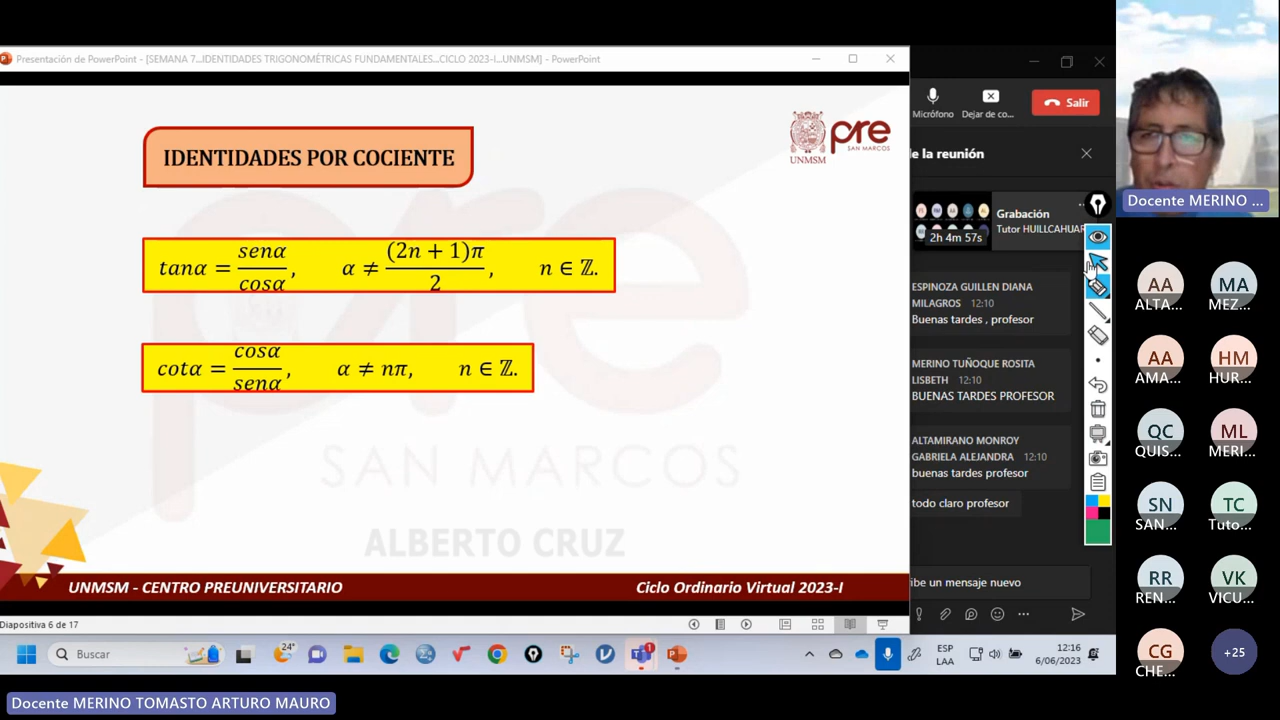 Presentación de PowerPoint - [SEMANA 7...IDENTIDADES TRIGONOMÉTRICAS FUNDAMENTALES...CICLO 2023-I...UNMSM] - PowerPoint
IDENTIDADES POR COCIENTE
UNMSM
pre
SAN MARCOS
tanα = senα/cosα, α ≠ (2n + 1)π/2, n ∈ ℤ.
cotα = cosα/senα, α ≠ nπ, n ∈ ℤ.
pre
SAN MARCOS
ALBERTO CRUZ
UNMSM - CENTRO PREUNIVERSITARIO
Ciclo Ordinario Virtual 2023-I
Diapositiva 6 de 17
Micrófono
Dejar de co...
Salir
de la reunión
Grabación
Tutor HUILLCAHUAR
2h 4m 57s
ESPINOZA GUILLEN DIANA
MILAGROS 12:10
Buenas tardes , profesor
MERINO TUÑOQUE ROSITA
LISBETH 12:10
BUENAS TARDES PROFESOR
ALTAMIRANO MONROY
GABRIELA ALEJANDRA 12:10
buenas tardes profesor
todo claro profesor
ibe un mensaje nuevo
Buscar
24°
ESP
LAA
12:16
6/06/2023
Docente MERINO ...
AA
ALTA...
MA
MEZ...
AA
AMA...
HM
HUR...
QC
QUIS...
ML
MERI...
SN
SAN...
TC
Tuto...
RR
REN...
VK
VICU...
CG
CHE...
+25
Docente MERINO TOMASTO ARTURO MAURO